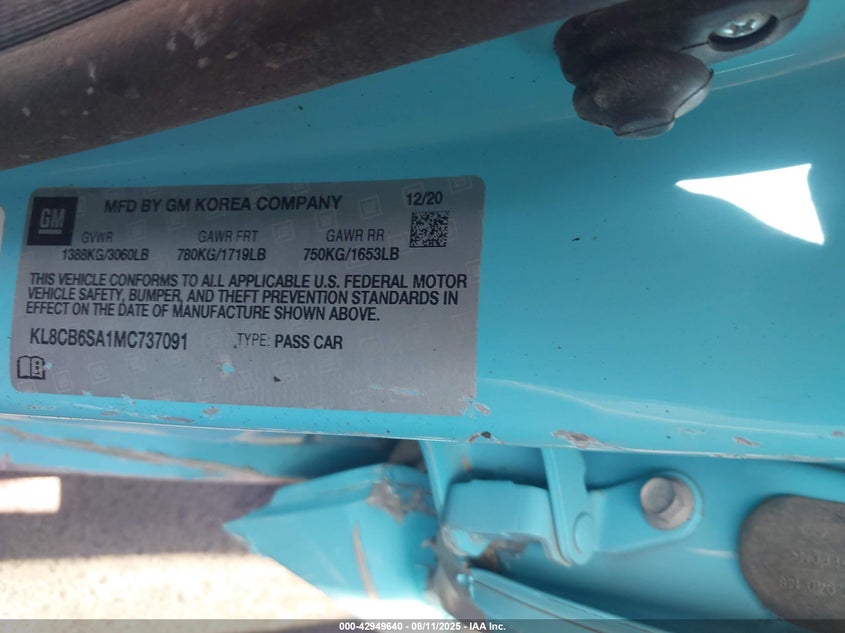 GM
MFD BY GM KOREA COMPANY
12/20
GVWR
GAWR FRT
GAWR RR
1388KG/3060LB
780KG/1719LB
750KG/1653LB
THIS VEHICLE CONFORMS TO ALL APPLICABLE U.S. FEDERAL MOTOR
VEHICLE SAFETY, BUMPER, AND THEFT PREVENTION STANDARDS IN
EFFECT ON THE DATE OF MANUFACTURE SHOWN ABOVE.
KL8CB6SA1MC737091
TYPE: PASS CAR
000-42949640 - 08/11/2025 - IAA Inc.